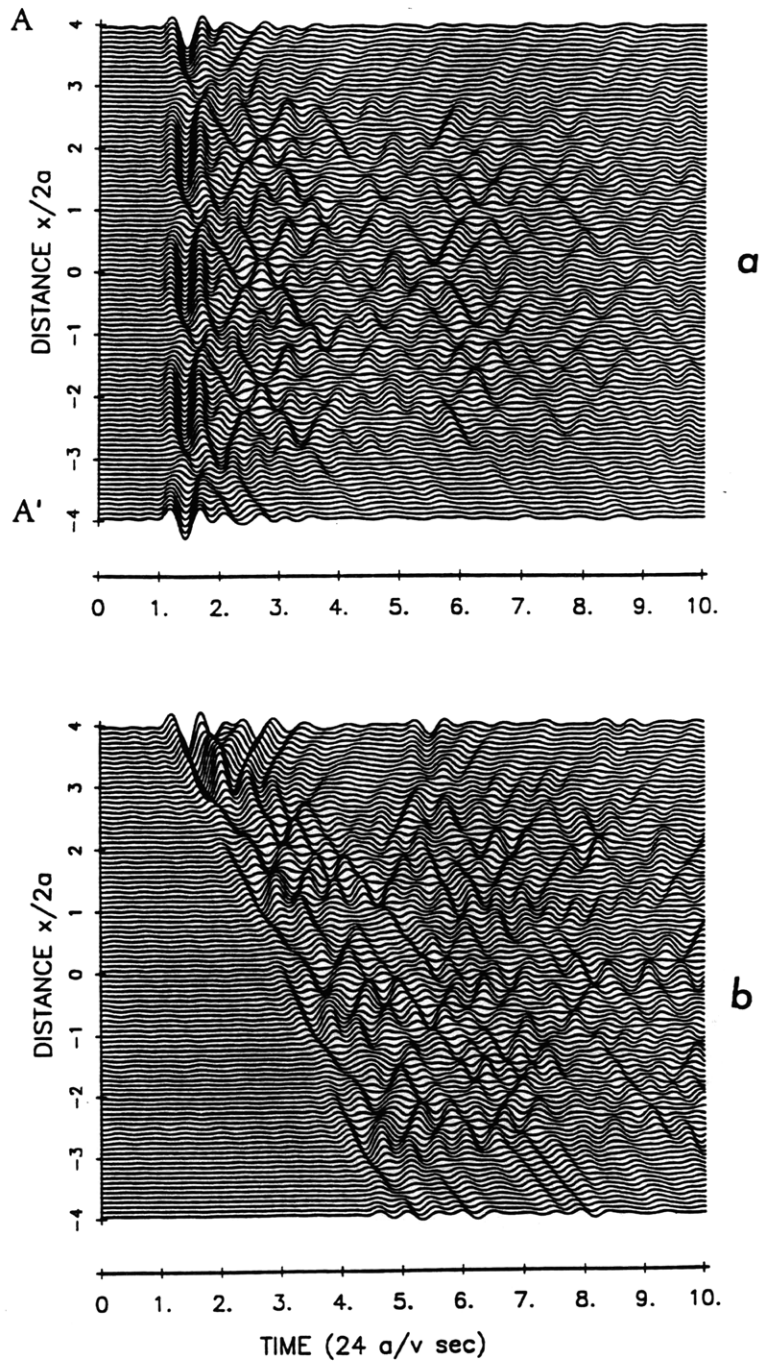 A
4
3
2
1
0
-1
-2
-3
-4
DISTANCE x/2a
A'
a
0 1. 2. 3. 4. 5. 6. 7. 8. 9. 10.
4
3
2
1
0
-1
-2
-3
-4
DISTANCE x/2a
b
0 1. 2. 3. 4. 5. 6. 7. 8. 9. 10.
TIME (24 a/v sec)